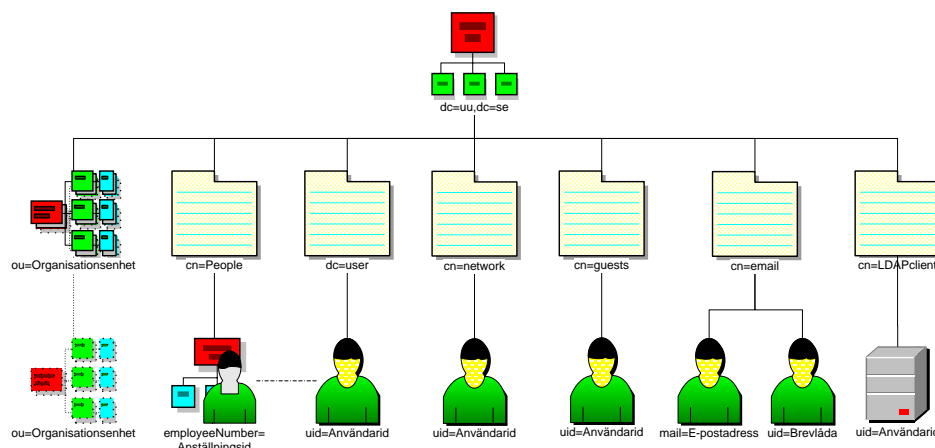 dc=uu,dc=se
ou=Organisationsenhet
cn=People
dc=user
cn=network
cn=guests
cn=email
cn=LDAPclient
ou=Organisationsenhet
employeeNumber=
Anställningsid
uid=Användarid
uid=Användarid
uid=Användarid
mail=E-postadress
uid=Brevlåda
uid=Användarid